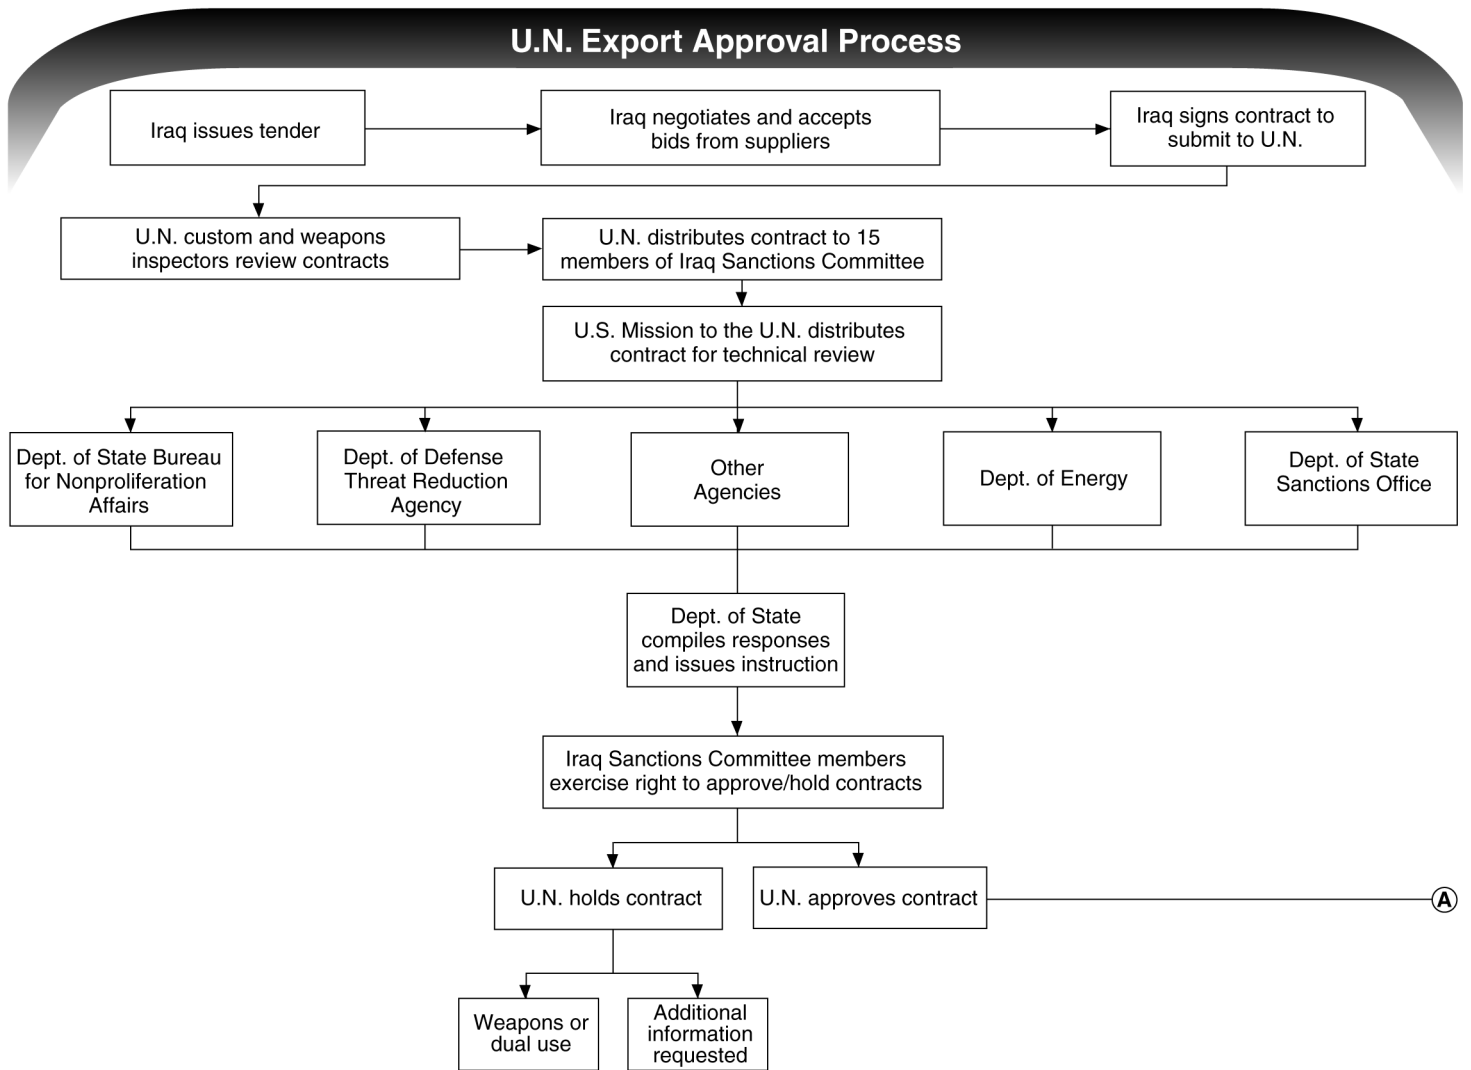 U.N. Export Approval Process
Iraq issues tender
Iraq negotiates and accepts
bids from suppliers
Iraq signs contract to
submit to U.N.
U.N. custom and weapons
inspectors review contracts
U.N. distributes contract to 15
members of Iraq Sanctions Committee
U.S. Mission to the U.N. distributes
contract for technical review
Dept. of State Bureau
for Nonproliferation
Affairs
Dept. of Defense
Threat Reduction
Agency
Other
Agencies
Dept. of Energy
Dept. of State
Sanctions Office
Dept. of State
compiles responses
and issues instruction
Iraq Sanctions Committee members
exercise right to approve/hold contracts
U.N. holds contract
U.N. approves contract
A
Weapons or
dual use
Additional
information
requested